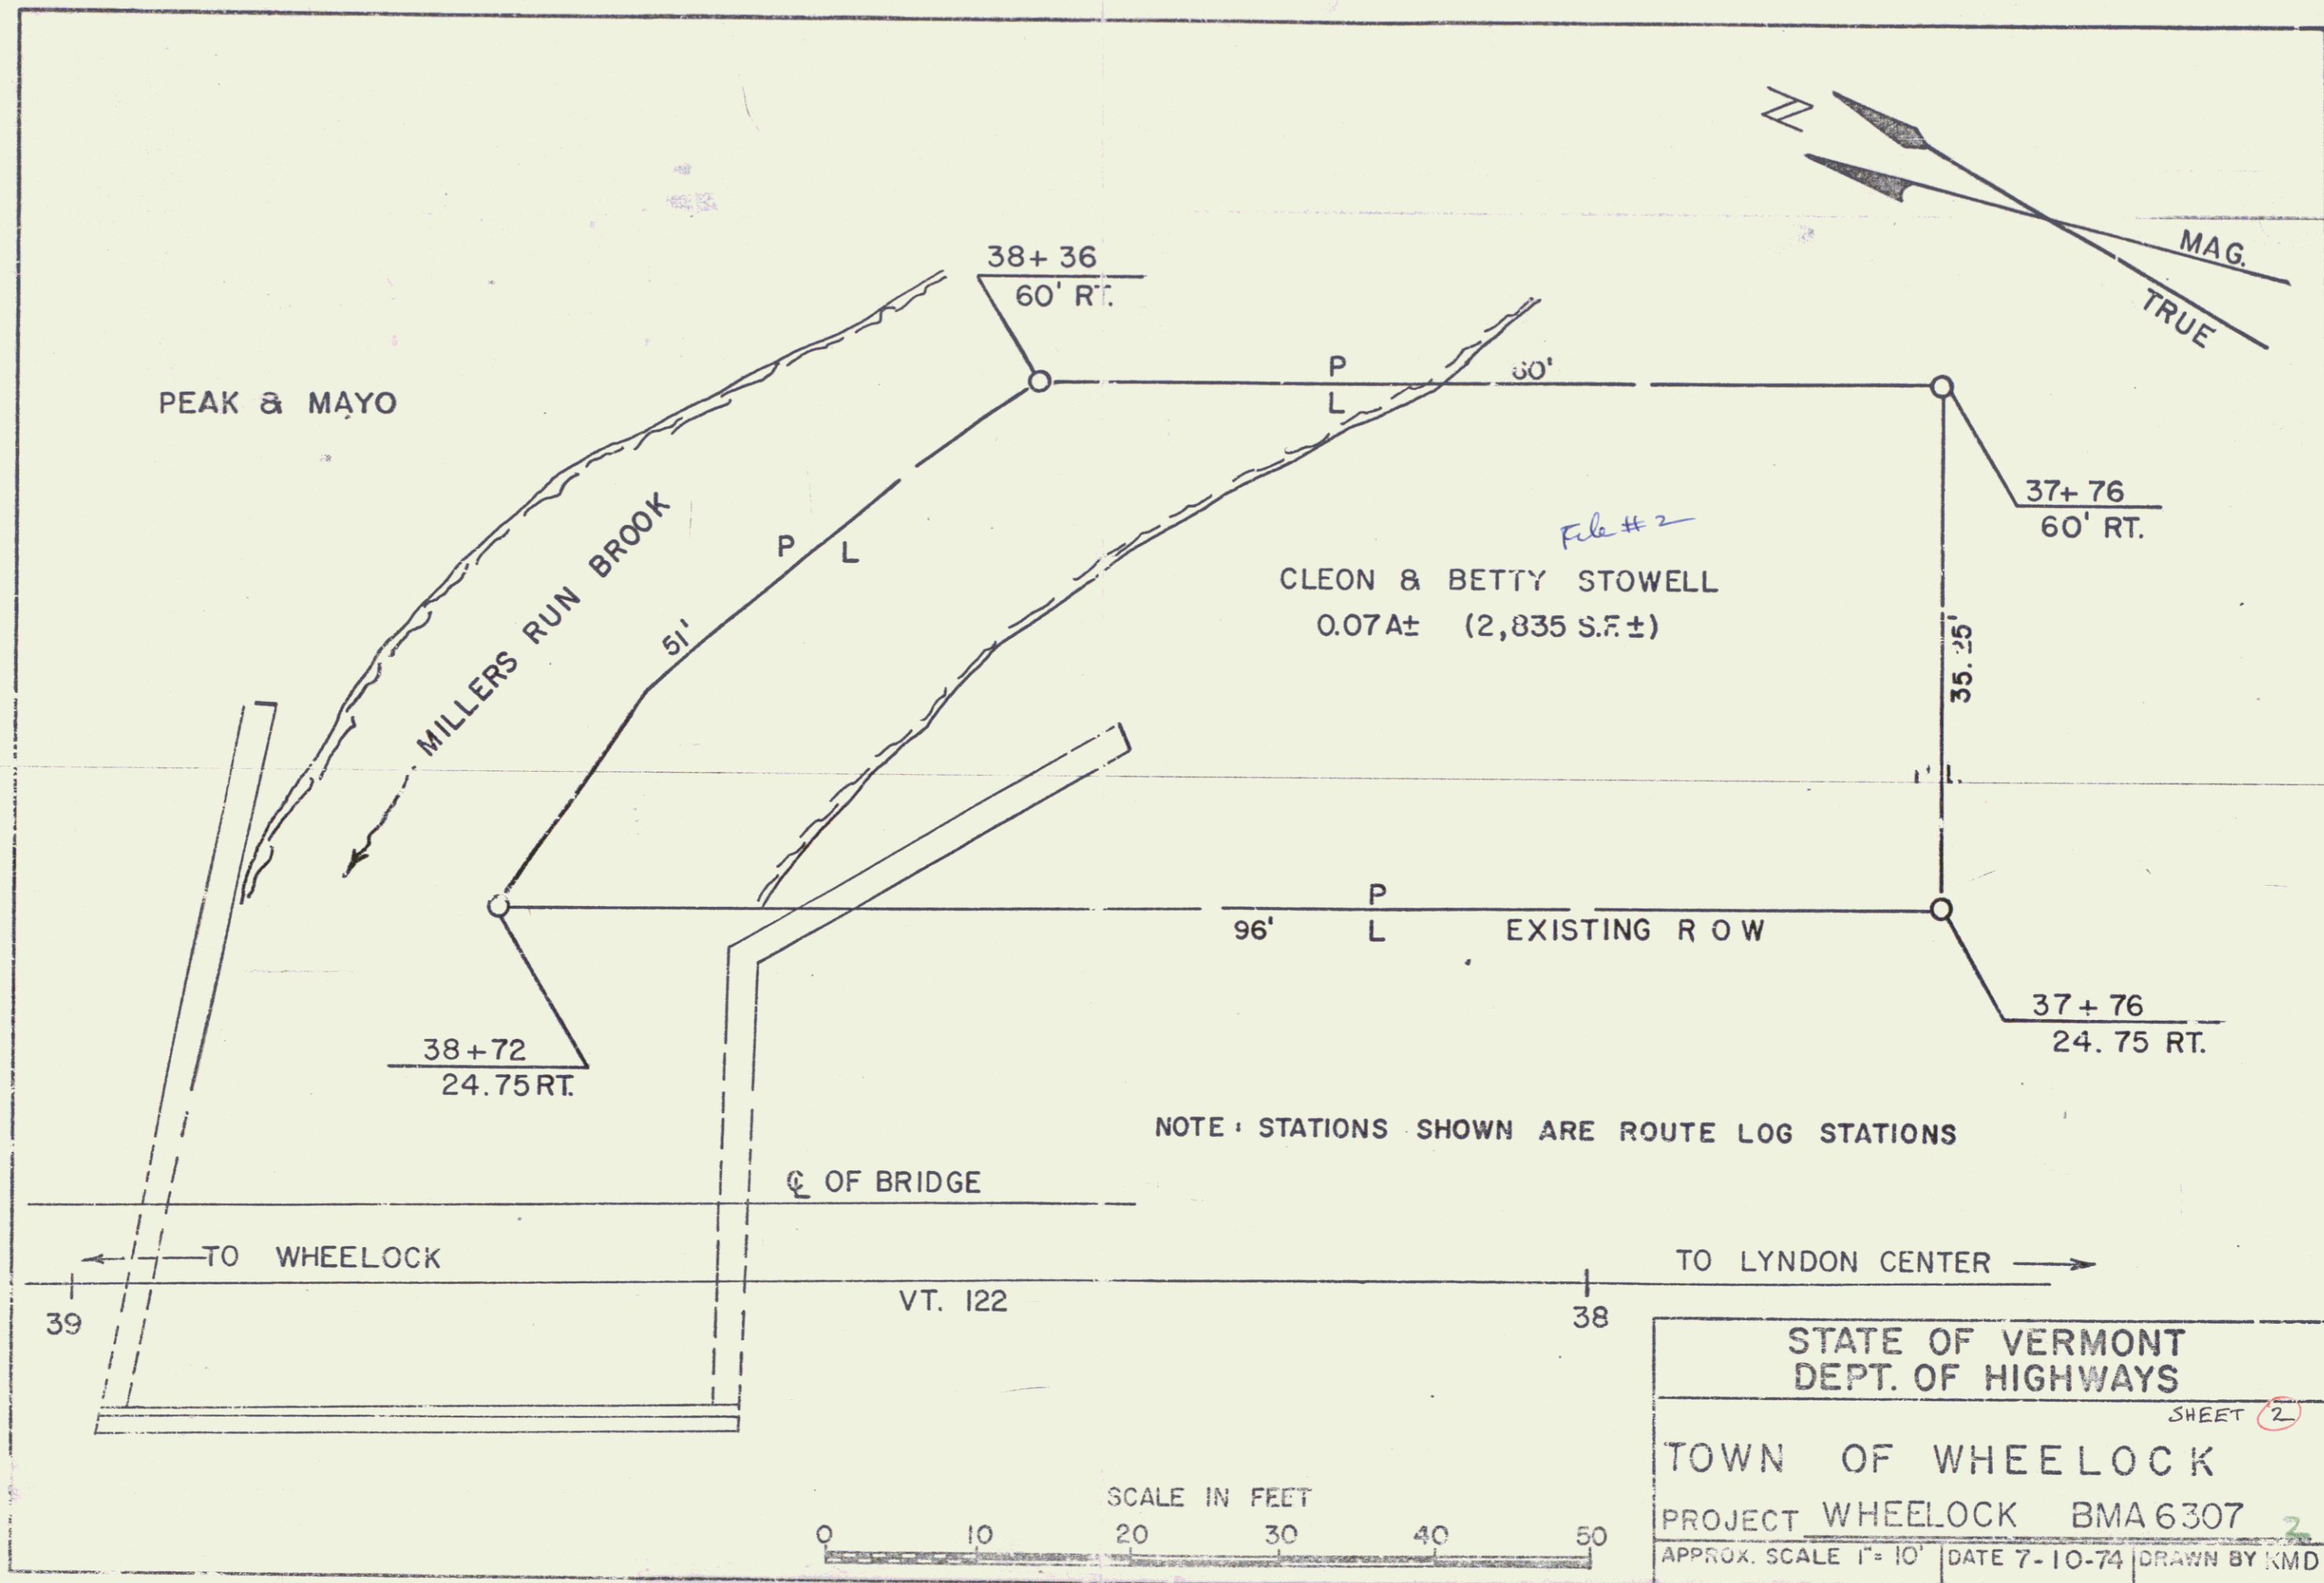 N
MAG.
TRUE
38+36
60' RT.
P
L
60'
PEAK & MAYO
37+76
60' RT.
MILLERS RUN BROOK
P L
51'
File #2
CLEON & BETTY STOWELL
0.07A± (2,835 S.F.±)
35.25'
P
L
96'
EXISTING ROW
38+72
24.75 RT.
37+76
24.75 RT.
NOTE: STATIONS SHOWN ARE ROUTE LOG STATIONS
℄ OF BRIDGE
TO WHEELOCK
TO LYNDON CENTER
VT. 122
39
38
STATE OF VERMONT
DEPT. OF HIGHWAYS
SHEET 2
TOWN OF WHEELOCK
PROJECT WHEELOCK BMA 6307
2
APPROX. SCALE 1"= 10' DATE 7-10-74 DRAWN BY KMD
SCALE IN FEET
0 10 20 30 40 50